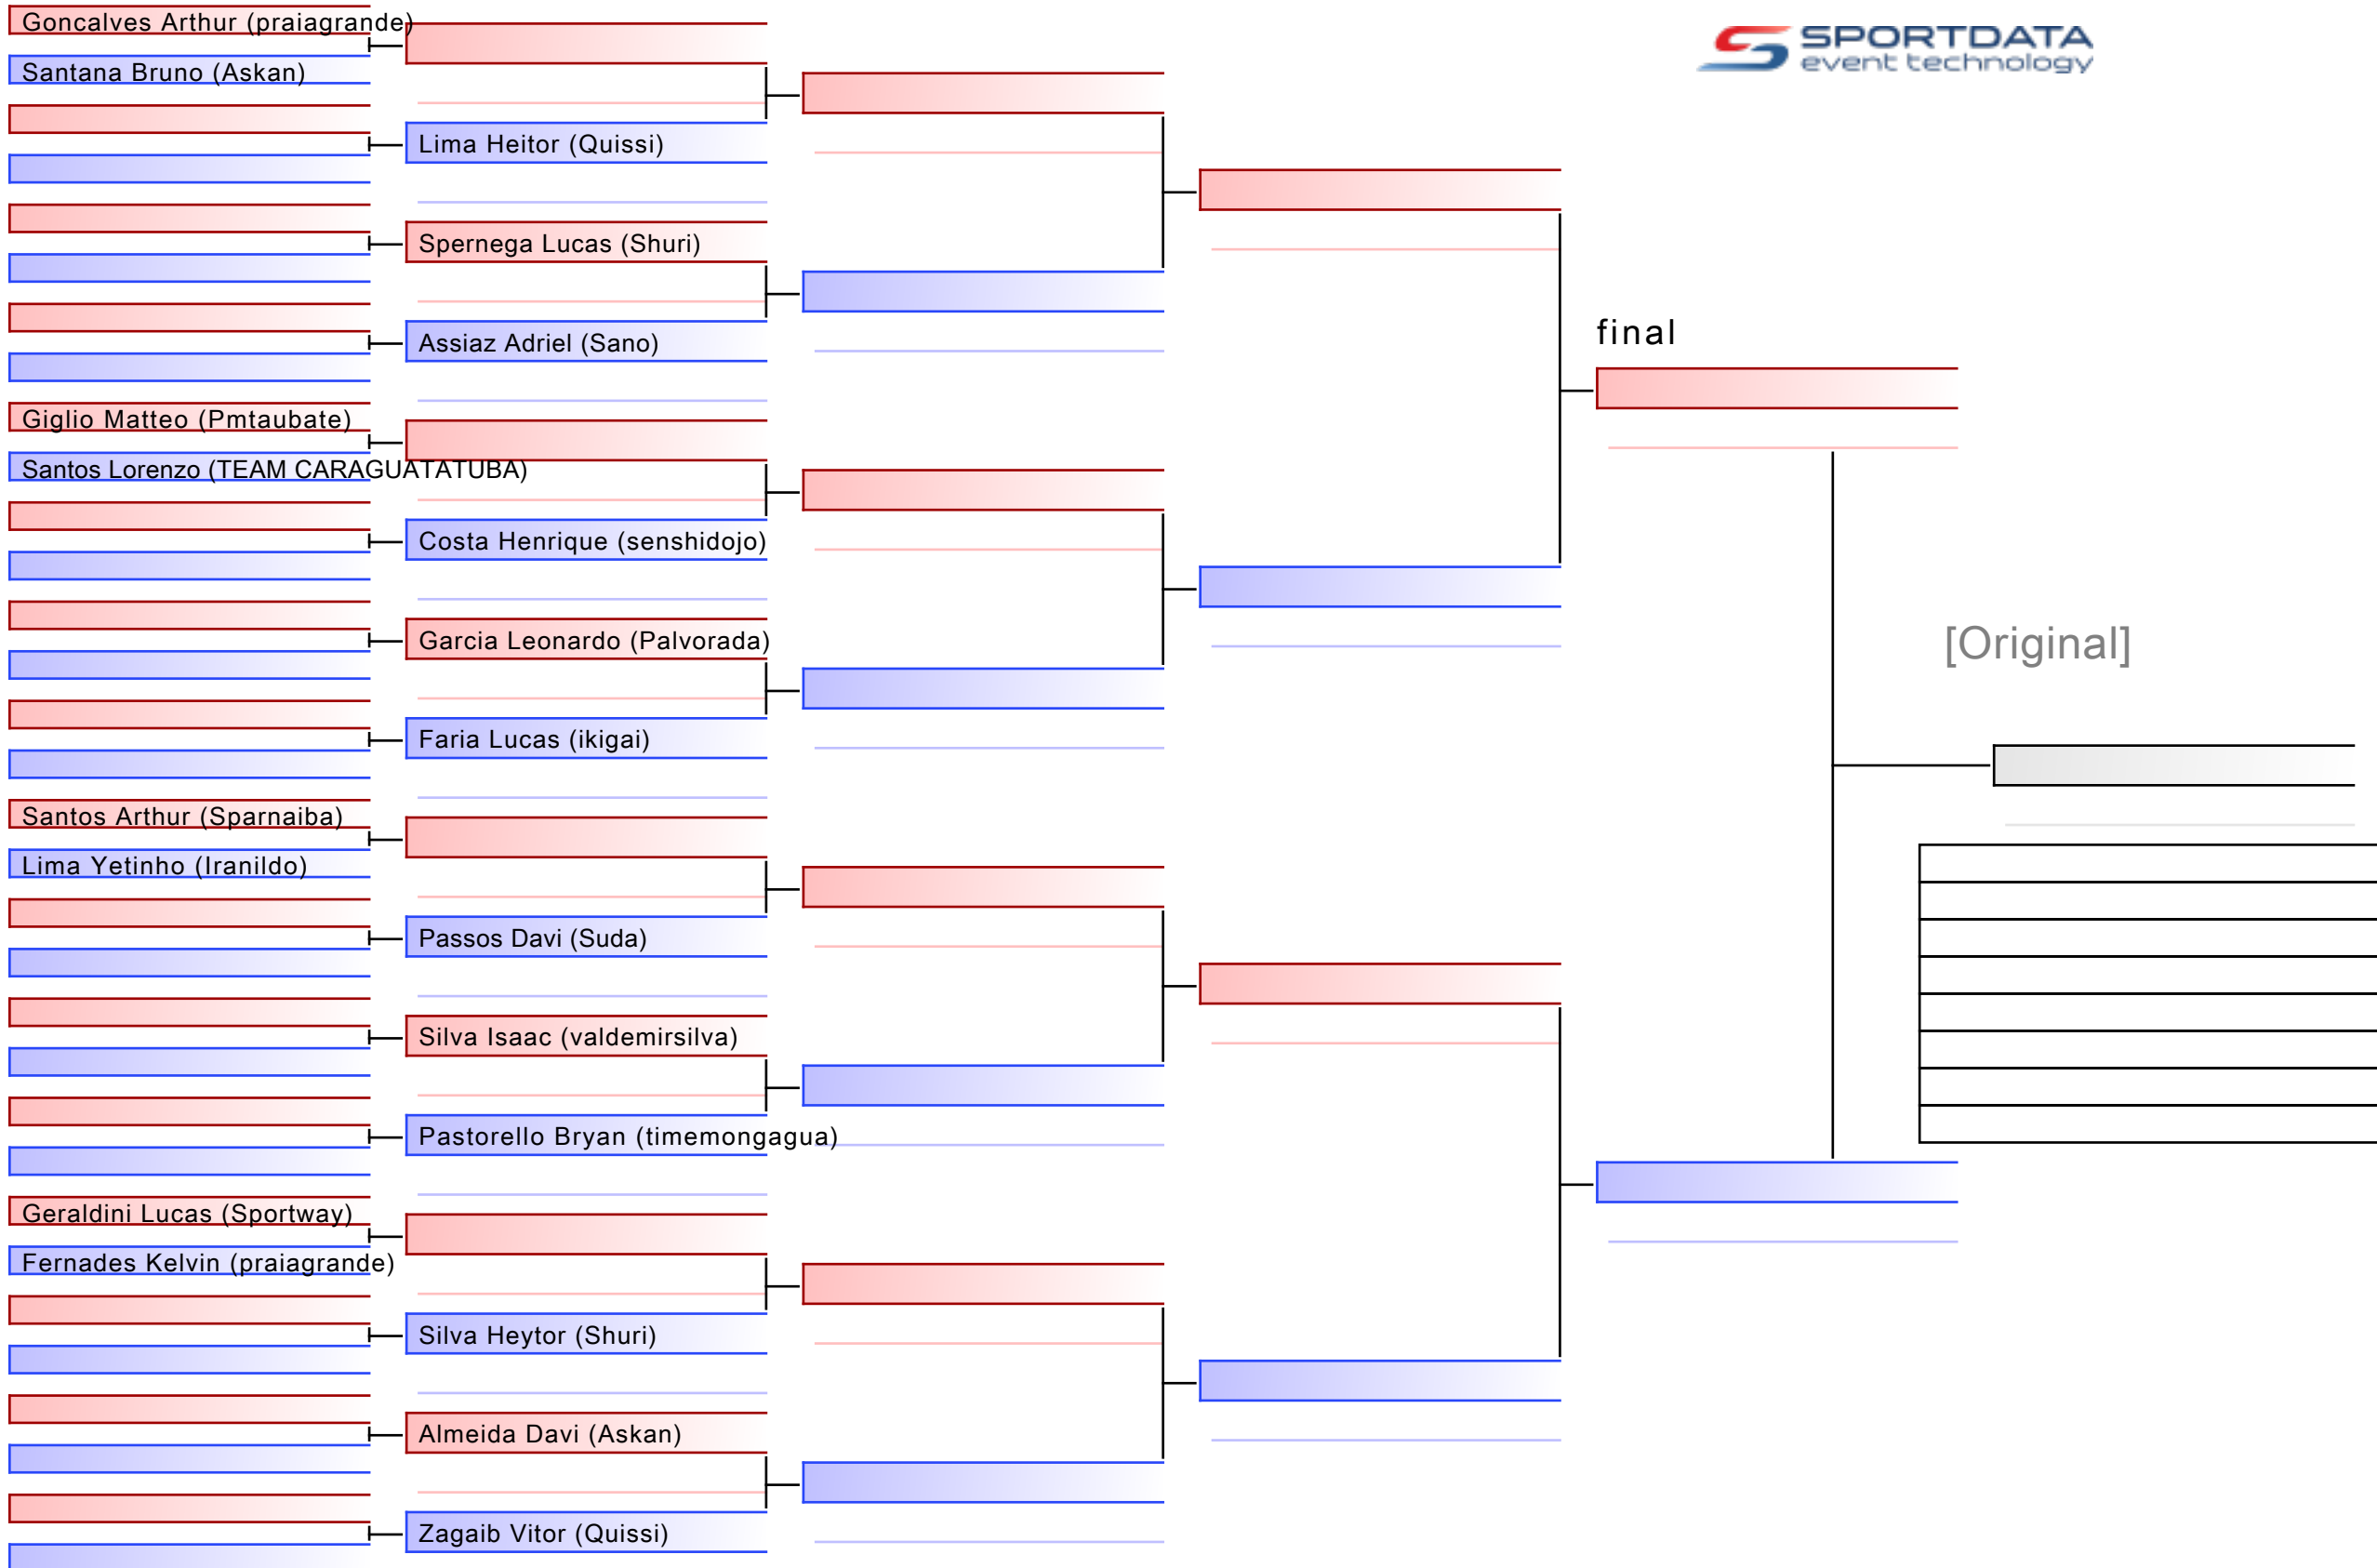 Goncalves Arthur (praiagrande)
Santana Bruno (Askan)
SPORTDATA
event technology
Lima Heitor (Quissi)
Spernega Lucas (Shuri)
Assiaz Adriel (Sano)
final
Giglio Matteo (Pmtaubate)
Santos Lorenzo (TEAM CARAGUATATUBA)
Costa Henrique (senshidojo)
Garcia Leonardo (Palvorada)
[Original]
Faria Lucas (ikigai)
Santos Arthur (Sparnaiba)
Lima Yetinho (Iranildo)
Passos Davi (Suda)
Silva Isaac (valdemirsilva)
Pastorello Bryan (timemongagua)
Geraldini Lucas (Sportway)
Fernades Kelvin (praiagrande)
Silva Heytor (Shuri)
Almeida Davi (Askan)
Zagaib Vitor (Quissi)